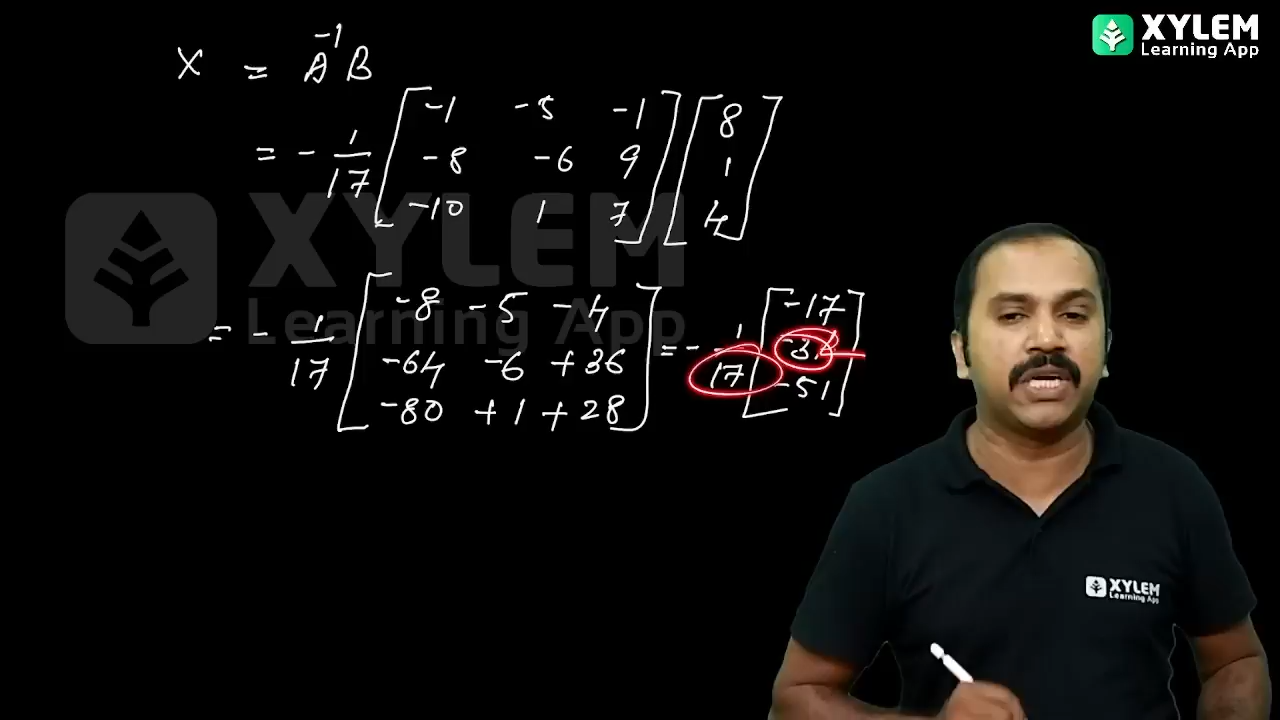 XYLEM
Learning App
X = A⁻¹B
= - 1/17 [ -1 -5 -1 ] [ 8 ]
[ -8 -6 9 ] [ 1 ]
[ -10 1 7 ] [ 4 ]
XYLEM
Learning App
= - 1/17 [ -8 -5 -4 ] = - 1/17 [ -17 ]
[ -64 -6 +36 ]
[ -80 +1 +28 ] [ -51 ]
XYLEM
Learning App